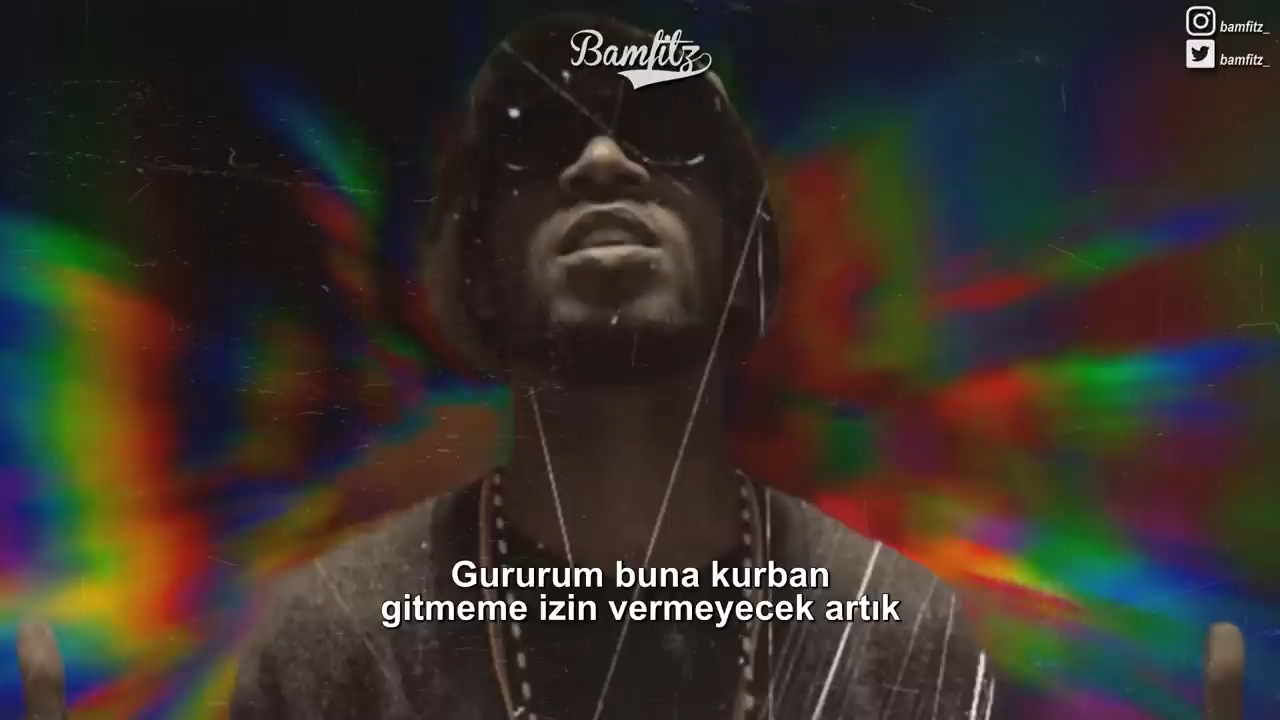 Bamfitz
bamfitz_
bamfitz_
Gururum buna kurban
gitmeme izin vermeyecek artık